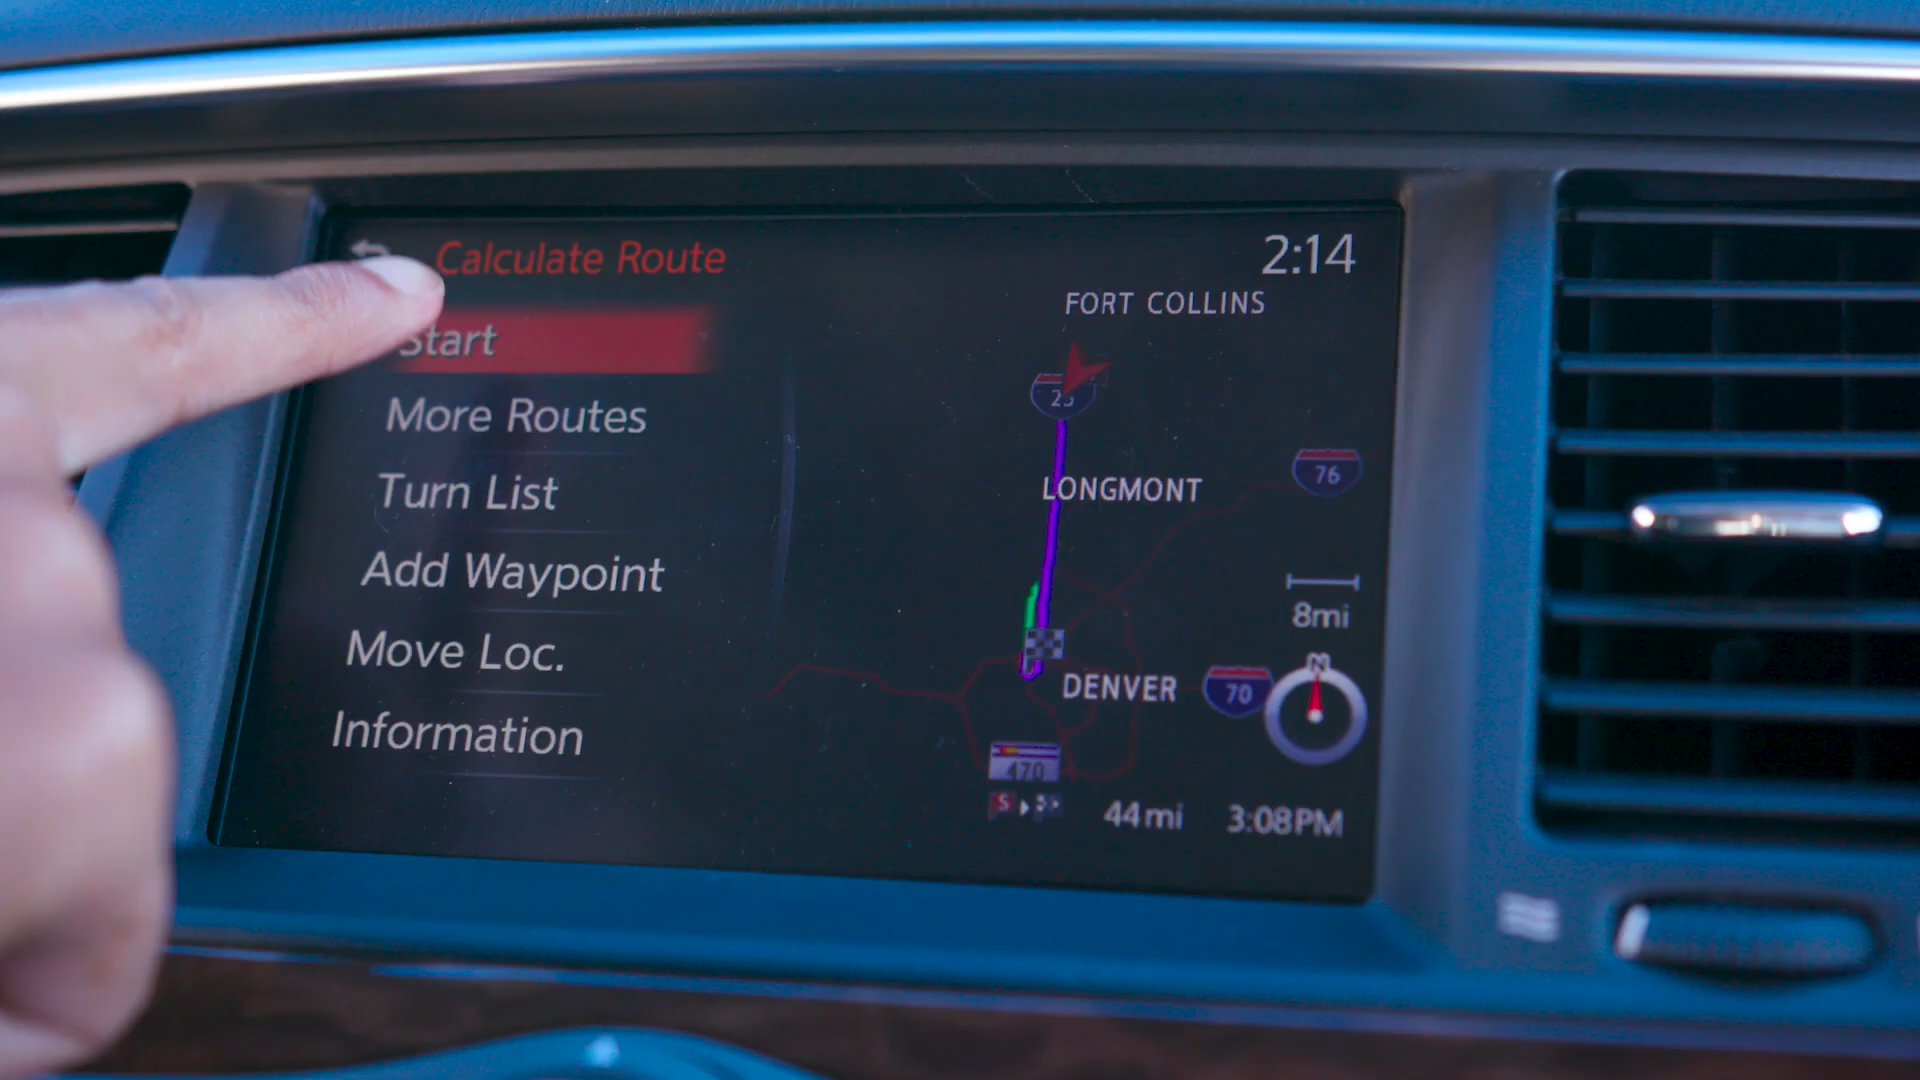 Calculate Route
2:14
FORT COLLINS
Start
25
More Routes
LONGMONT
76
Turn List
Add Waypoint
8mi
N
Move Loc.
DENVER
70
Information
470
S
44mi
3:08PM